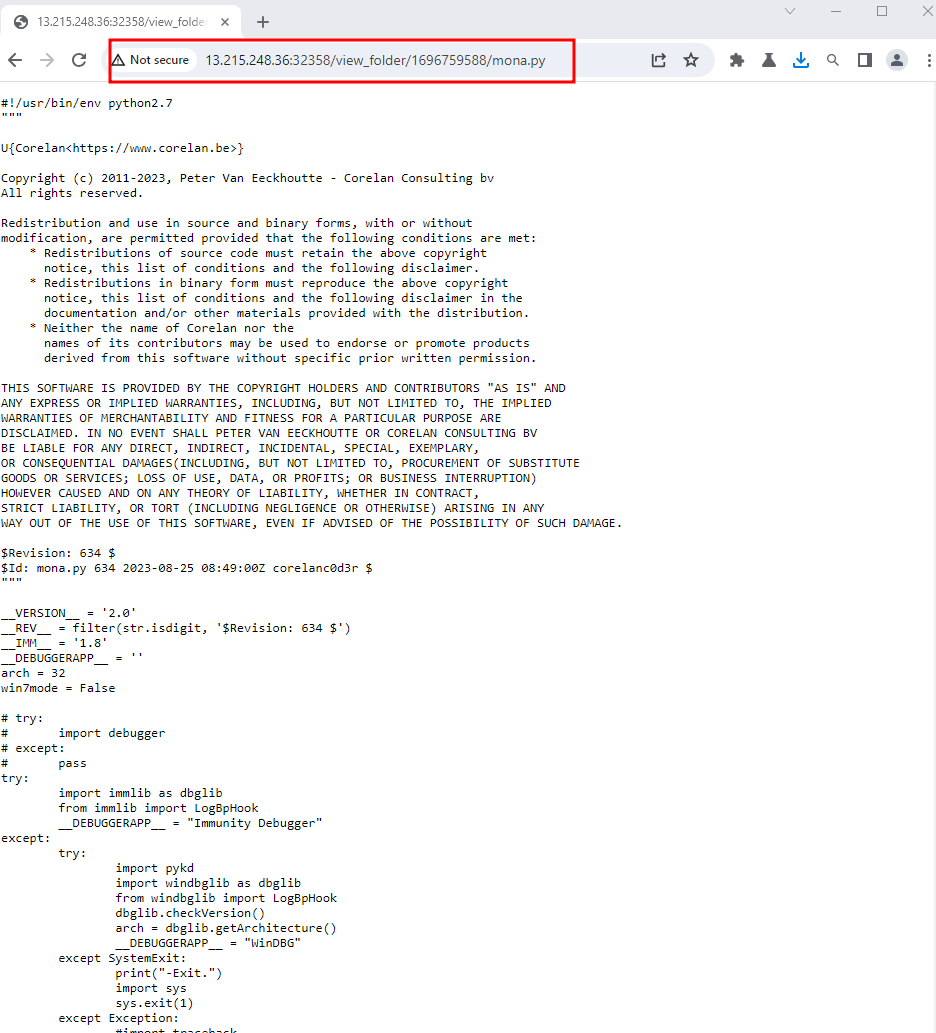 13.215.248.36:32358/view_folde
Not secure
13.215.248.36:32358/view_folder/1696759588/mona.py
#!/usr/bin/env python2.7
"""
U{Corelan<https://www.corelan.be>}
Copyright (c) 2011-2023, Peter Van Eeckhoutte - Corelan Consulting bv
All rights reserved.
Redistribution and use in source and binary forms, with or without
modification, are permitted provided that the following conditions are met:
    * Redistributions of source code must retain the above copyright
      notice, this list of conditions and the following disclaimer.
    * Redistributions in binary form must reproduce the above copyright
      notice, this list of conditions and the following disclaimer in the
      documentation and/or other materials provided with the distribution.
    * Neither the name of Corelan nor the
      names of its contributors may be used to endorse or promote products
      derived from this software without specific prior written permission.
THIS SOFTWARE IS PROVIDED BY THE COPYRIGHT HOLDERS AND CONTRIBUTORS "AS IS" AND
ANY EXPRESS OR IMPLIED WARRANTIES, INCLUDING, BUT NOT LIMITED TO, THE IMPLIED
WARRANTIES OF MERCHANTABILITY AND FITNESS FOR A PARTICULAR PURPOSE ARE
DISCLAIMED. IN NO EVENT SHALL PETER VAN EECKHOUTTE OR CORELAN CONSULTING BV
BE LIABLE FOR ANY DIRECT, INDIRECT, INCIDENTAL, SPECIAL, EXEMPLARY,
OR CONSEQUENTIAL DAMAGES(INCLUDING, BUT NOT LIMITED TO, PROCUREMENT OF SUBSTITUTE
GOODS OR SERVICES; LOSS OF USE, DATA, OR PROFITS; OR BUSINESS INTERRUPTION)
HOWEVER CAUSED AND ON ANY THEORY OF LIABILITY, WHETHER IN CONTRACT,
STRICT LIABILITY, OR TORT (INCLUDING NEGLIGENCE OR OTHERWISE) ARISING IN ANY
WAY OUT OF THE USE OF THIS SOFTWARE, EVEN IF ADVISED OF THE POSSIBILITY OF SUCH DAMAGE.
$Revision: 634 $
$Id: mona.py 634 2023-08-25 08:49:00Z corelanc0d3r $
"""
__VERSION__ = '2.0'
__REV__ = filter(str.isdigit, '$Revision: 634 $')
__IMM__ = '1.8'
__DEBUGGERAPP__ = ''
arch = 32
win7mode = False
# try:
#       import debugger
# except:
#       pass
try:
        import immlib as dbglib
        from immlib import LogBpHook
        __DEBUGGERAPP__ = "Immunity Debugger"
except:
        try:
                import pykd
                import windbglib as dbglib
                from windbglib import LogBpHook
                dbglib.checkVersion()
                arch = dbglib.getArchitecture()
                __DEBUGGERAPP__ = "WinDBG"
        except SystemExit:
                print("-Exit.")
                import sys
                sys.exit(1)
        except Exception:
                #import traceback